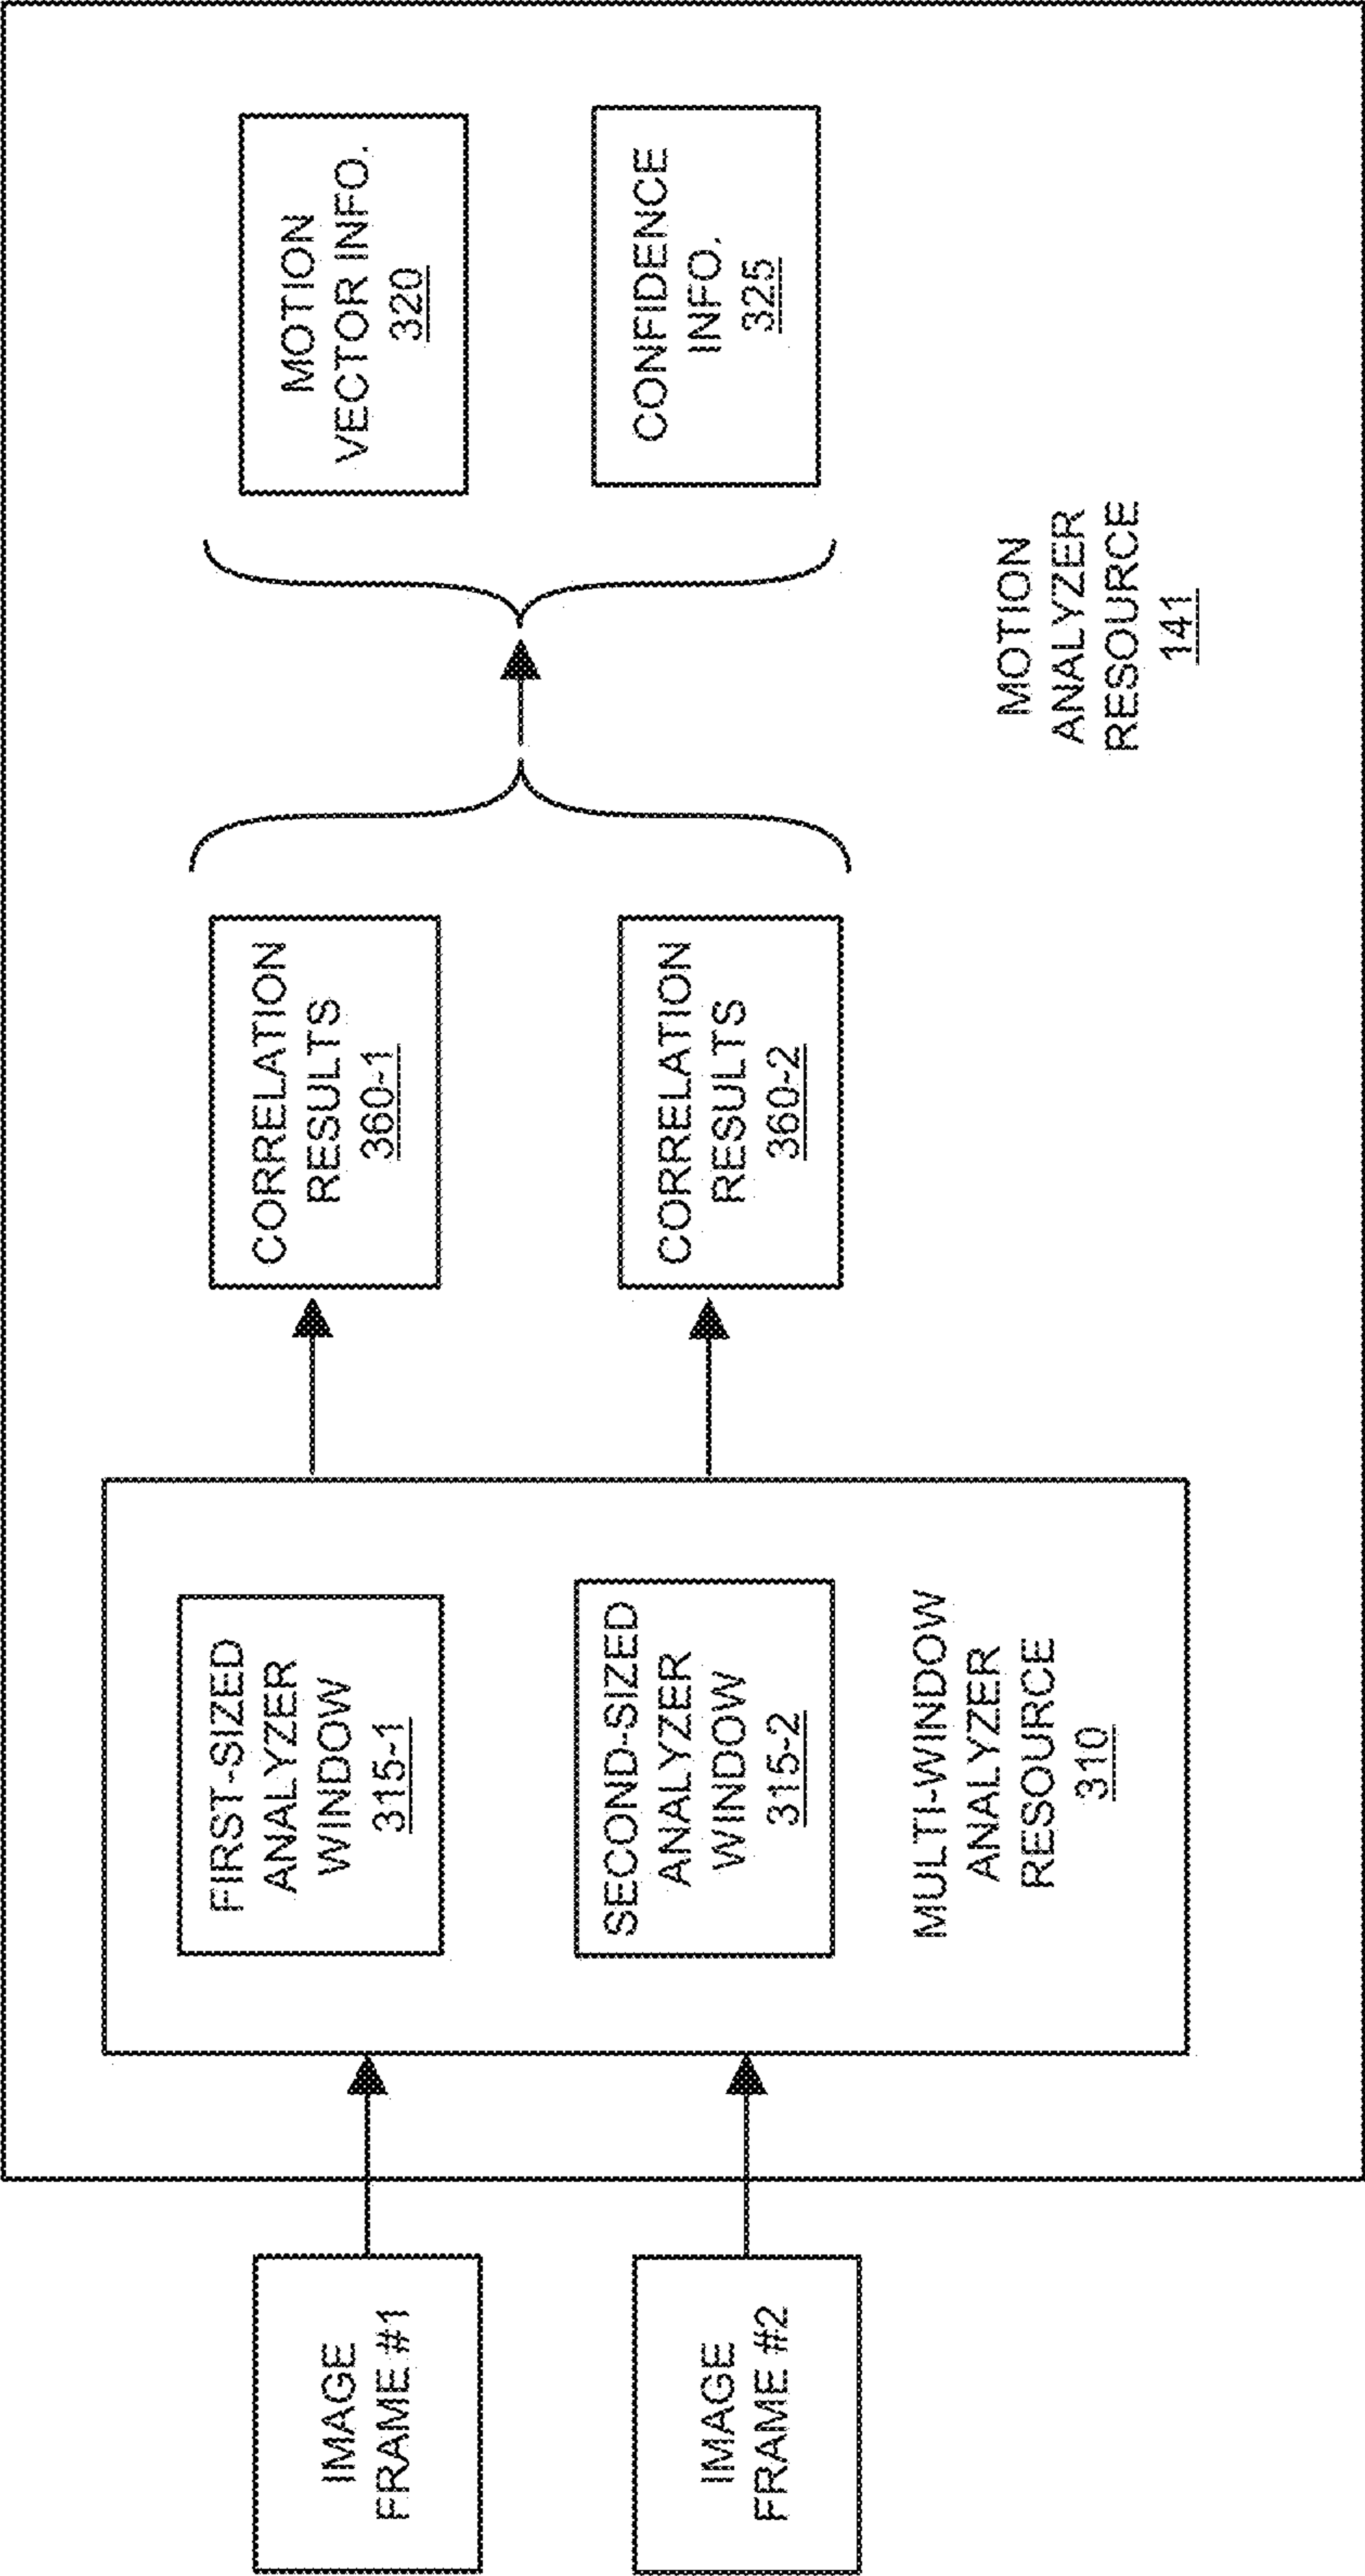 IMAGE
FRAME #1
IMAGE
FRAME #2
FIRST-SIZED
ANALYZER
WINDOW
315-1
SECOND-SIZED
ANALYZER
WINDOW
315-2
MULTI-WINDOW
ANALYZER
RESOURCE
310
CORRELATION
RESULTS
360-1
CORRELATION
RESULTS
360-2
MOTION
VECTOR INFO.
320
CONFIDENCE
INFO.
325
MOTION
ANALYZER
RESOURCE
141